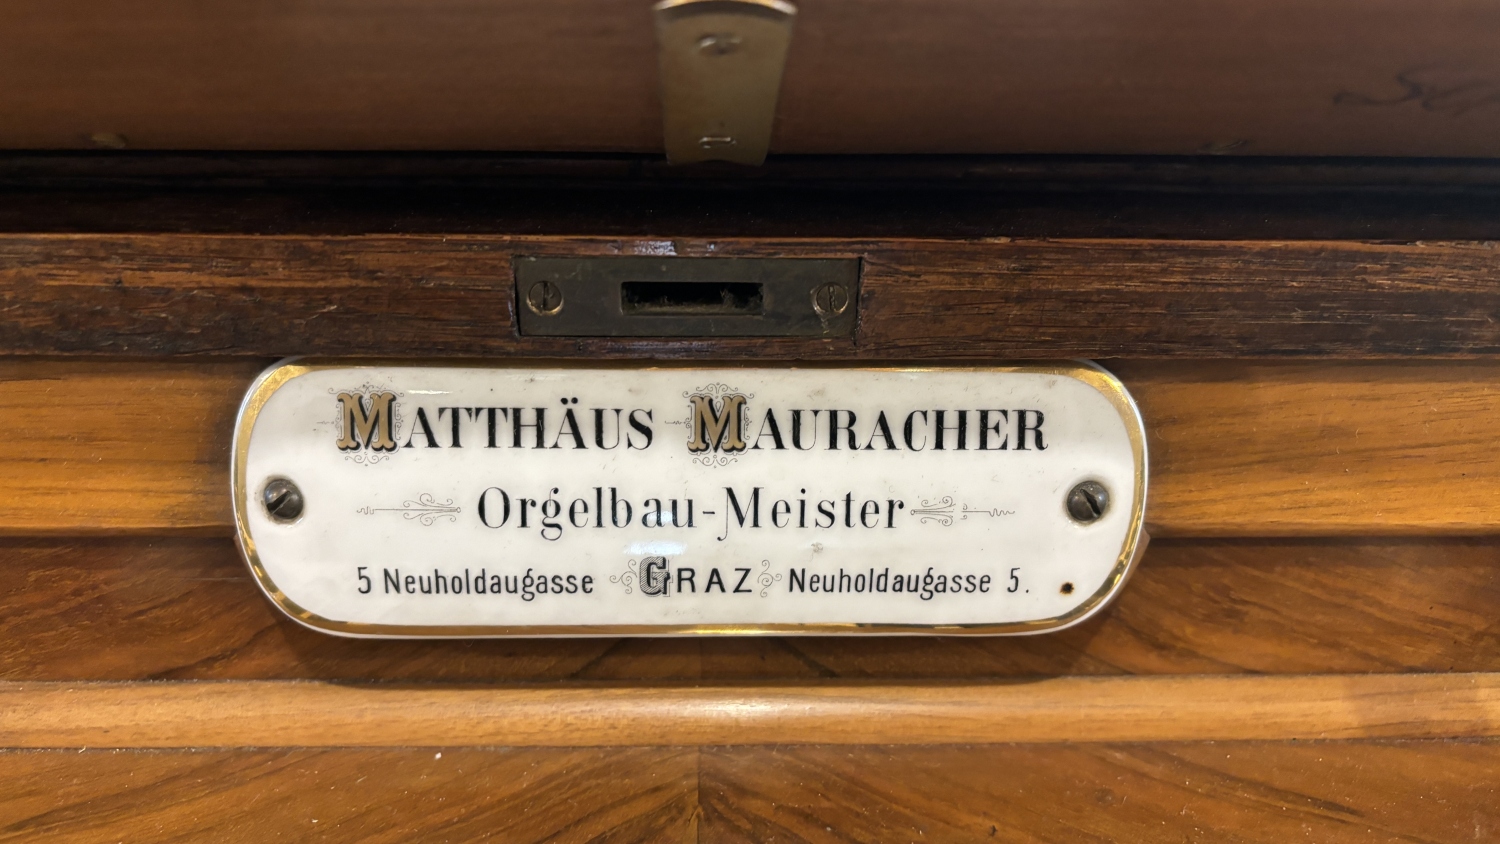 MATTHÄUS MAURACHER
Orgelbau-Meister
5 Neuholdaugasse GRAZ Neuholdaugasse 5.